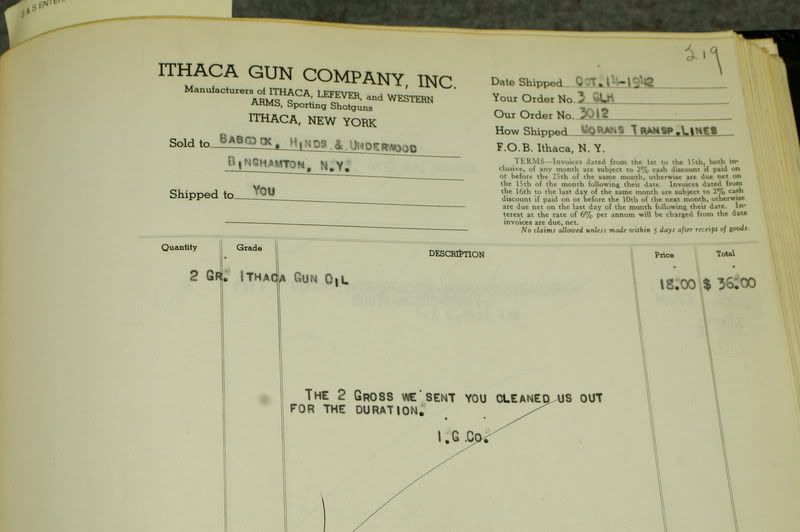 S & S ENTER
219
ITHACA GUN COMPANY, INC.
Manufacturers of ITHACA, LEFEVER, and WESTERN
ARMS, Sporting Shotguns
ITHACA, NEW YORK
Sold to BABCOCK, HINDS & UNDERWOOD
BINGHAMTON, N.Y.
Shipped to YOU
Date Shipped OCT. 14-1942
Your Order No. 3 GLH
Our Order No. 3012
How Shipped MORANS TRANSP. LINES
F.O.B. Ithaca, N. Y.
TERMS—Invoices dated from the 1st to the 15th, both in-
clusive, of any month are subject to 2% cash discount if paid on
or before the 25th of the same month, otherwise are due net on
the 15th of the month following their date. Invoices dated from
the 16th to the last day of the same month are subject to 2% cash
discount if paid on or before the 10th of the next month, otherwise
are due net on the last day of the month following their date. In-
terest at the rate of 6% per annum will be charged from the date
invoices are due, net.
No claims allowed unless made within 5 days after receipt of goods.
Quantity Grade DESCRIPTION Price Total
2 GR. ITHACA GUN OIL 18.00 $ 36.00
THE 2 GROSS WE SENT YOU CLEANED US OUT
FOR THE DURATION.
I.G.CO.